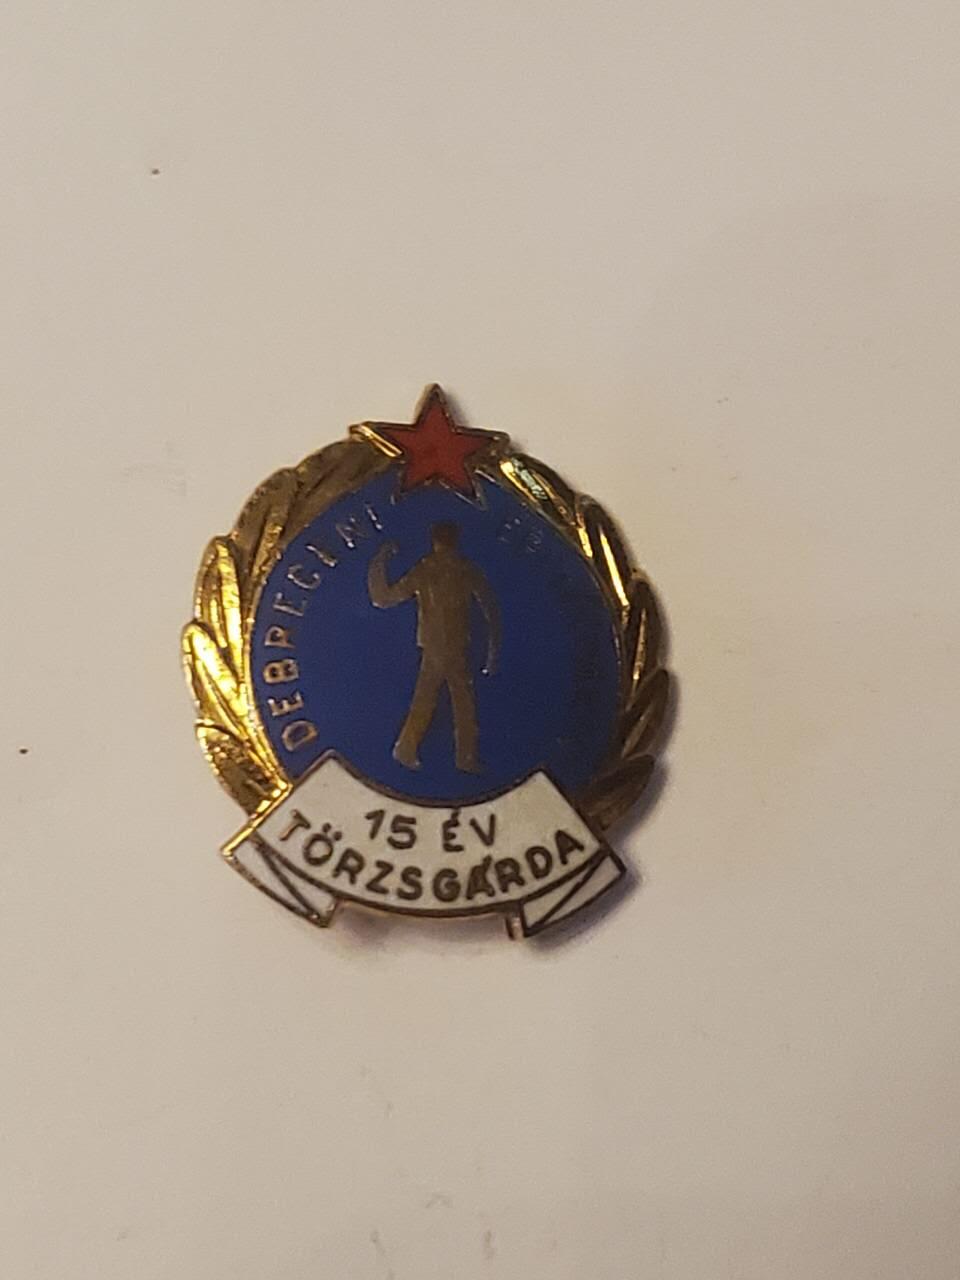 DEBRECENI
15 ÉV
TÖRZSGÁRDA